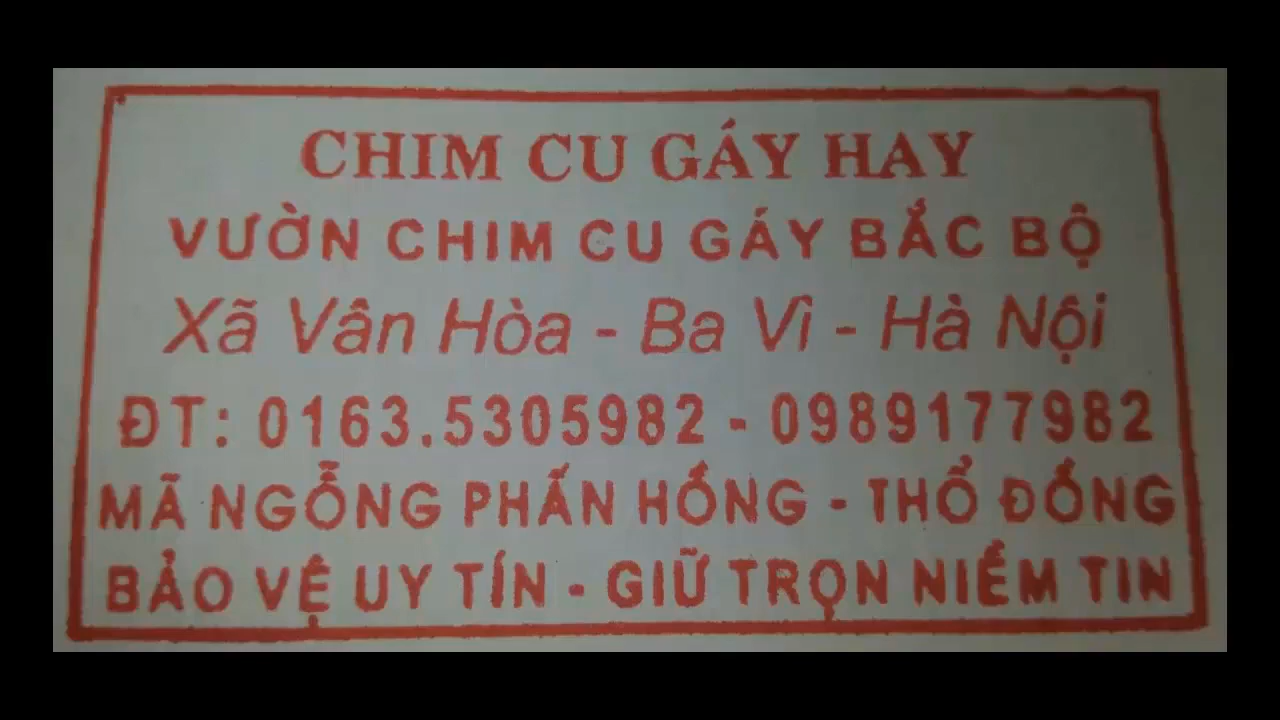 CHIM CU GÁY HAY
VƯỜN CHIM CU GÁY BẮC BỘ
Xã Vân Hòa - Ba Vì - Hà Nội
ĐT: 0163.5305982 - 0989177982
MÃ NGỖNG PHẤN HỒNG - THỔ ĐỒNG
BẢO VỆ UY TÍN - GIỮ TRỌN NIỀM TIN